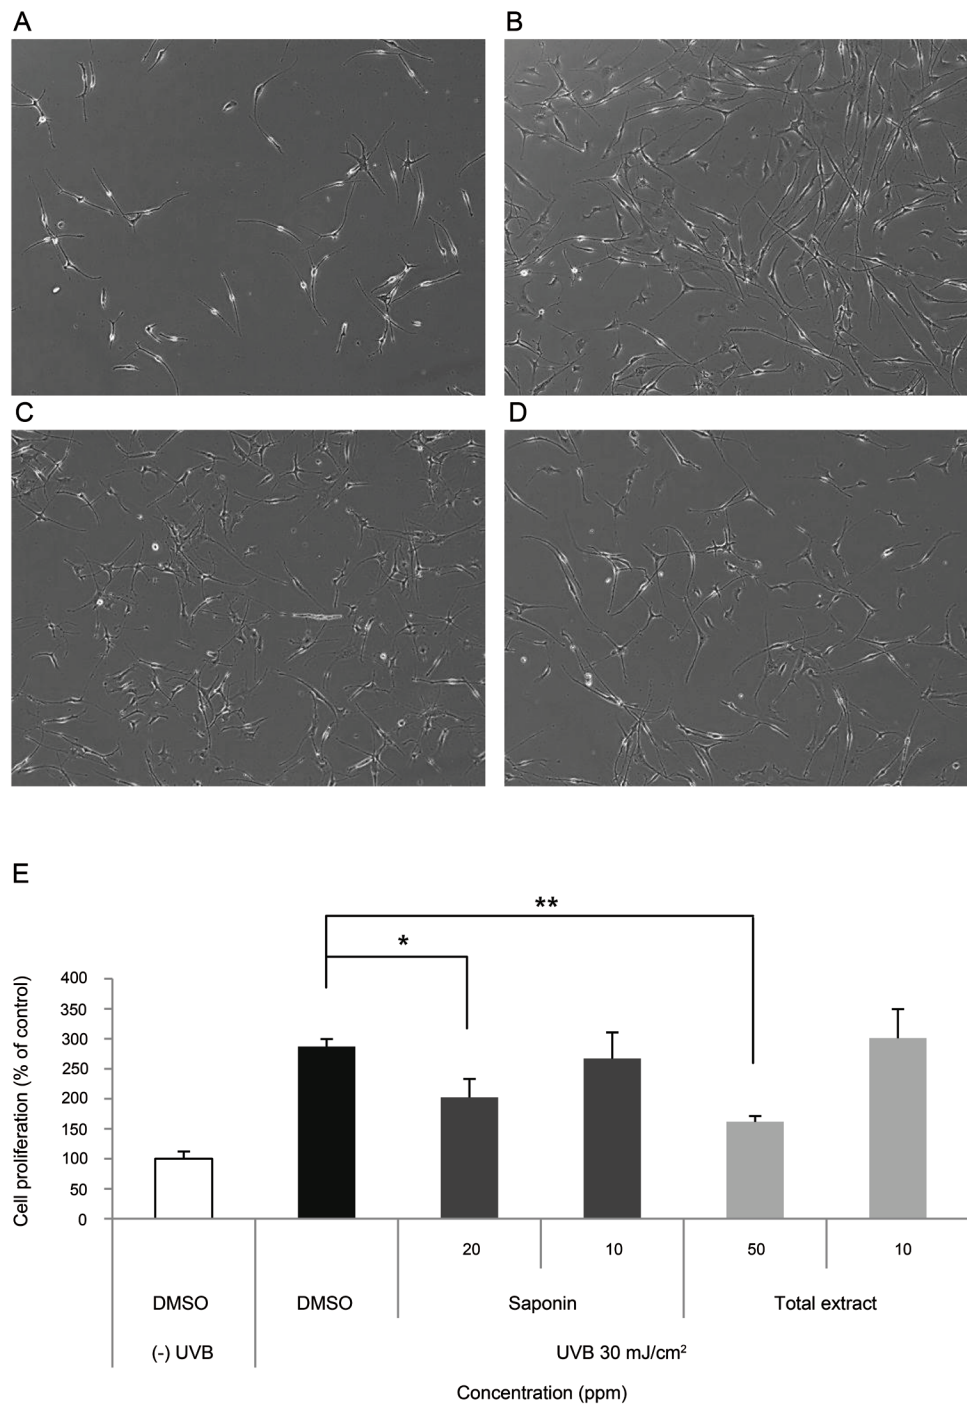 A
B
C
D
E
**
*
Cell proliferation (% of control)
400
350
300
250
200
150
100
50
0
20
10
50
10
DMSO
DMSO
Saponin
Total extract
(-) UVB
UVB 30 mJ/cm²
Concentration (ppm)